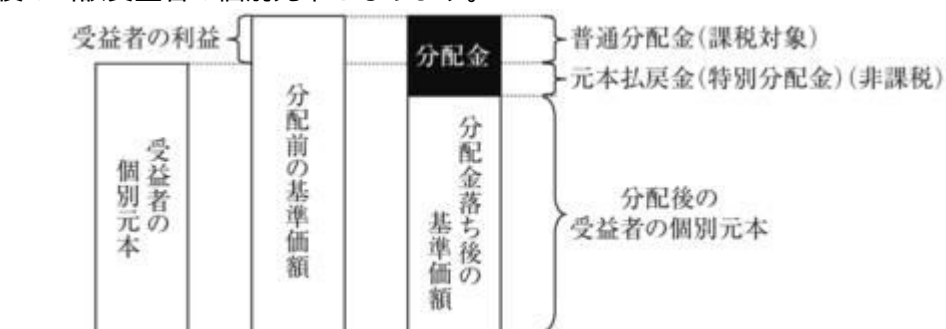 受益者の利益
普通分配金(課税対象)
分配金
元本払戻金(特別分配金)(非課税)
受益者の
個別元本
分配前の基準価額
分配金落ち後の
基準価額
分配後の
受益者の個別元本